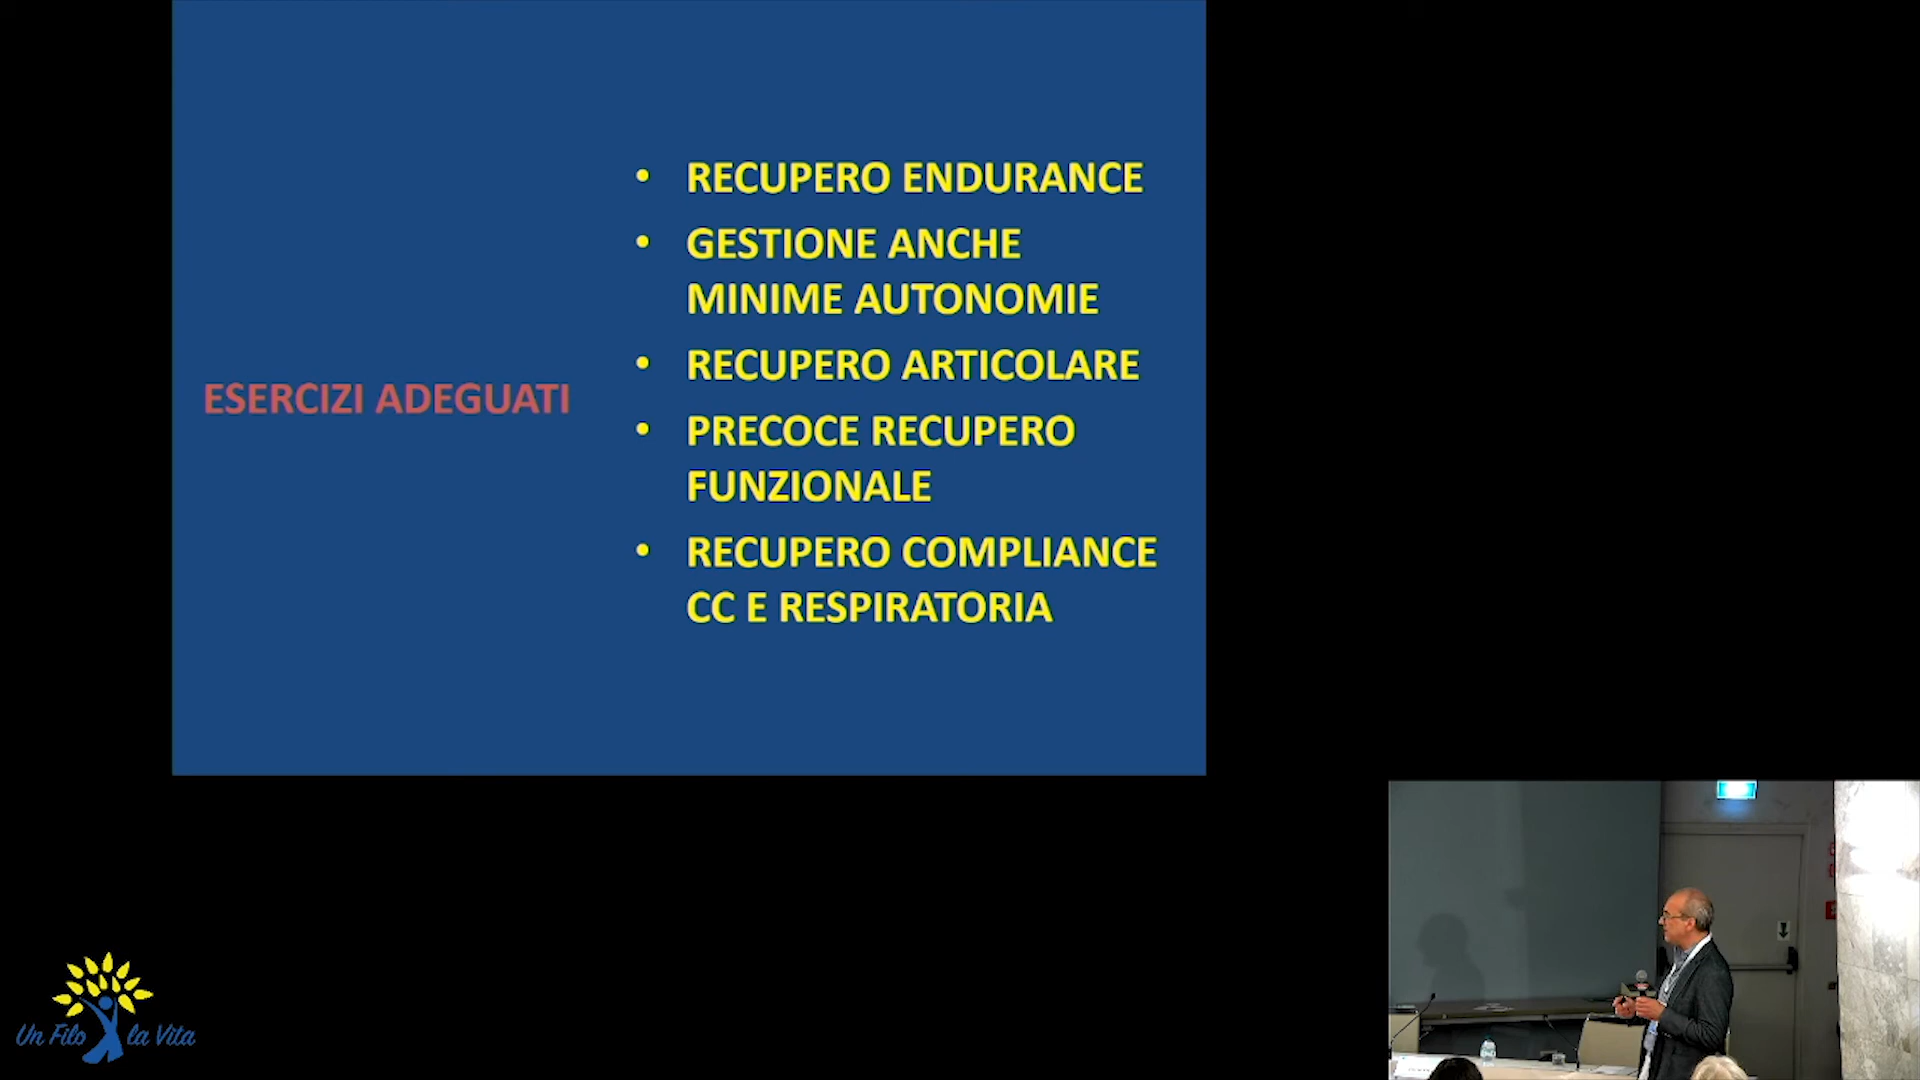 RECUPERO ENDURANCE
GESTIONE ANCHE
MINIME AUTONOMIE
RECUPERO ARTICOLARE
ESERCIZI ADEGUATI
PRECOCE RECUPERO
FUNZIONALE
RECUPERO COMPLIANCE
CC E RESPIRATORIA
Un Filo la Vita